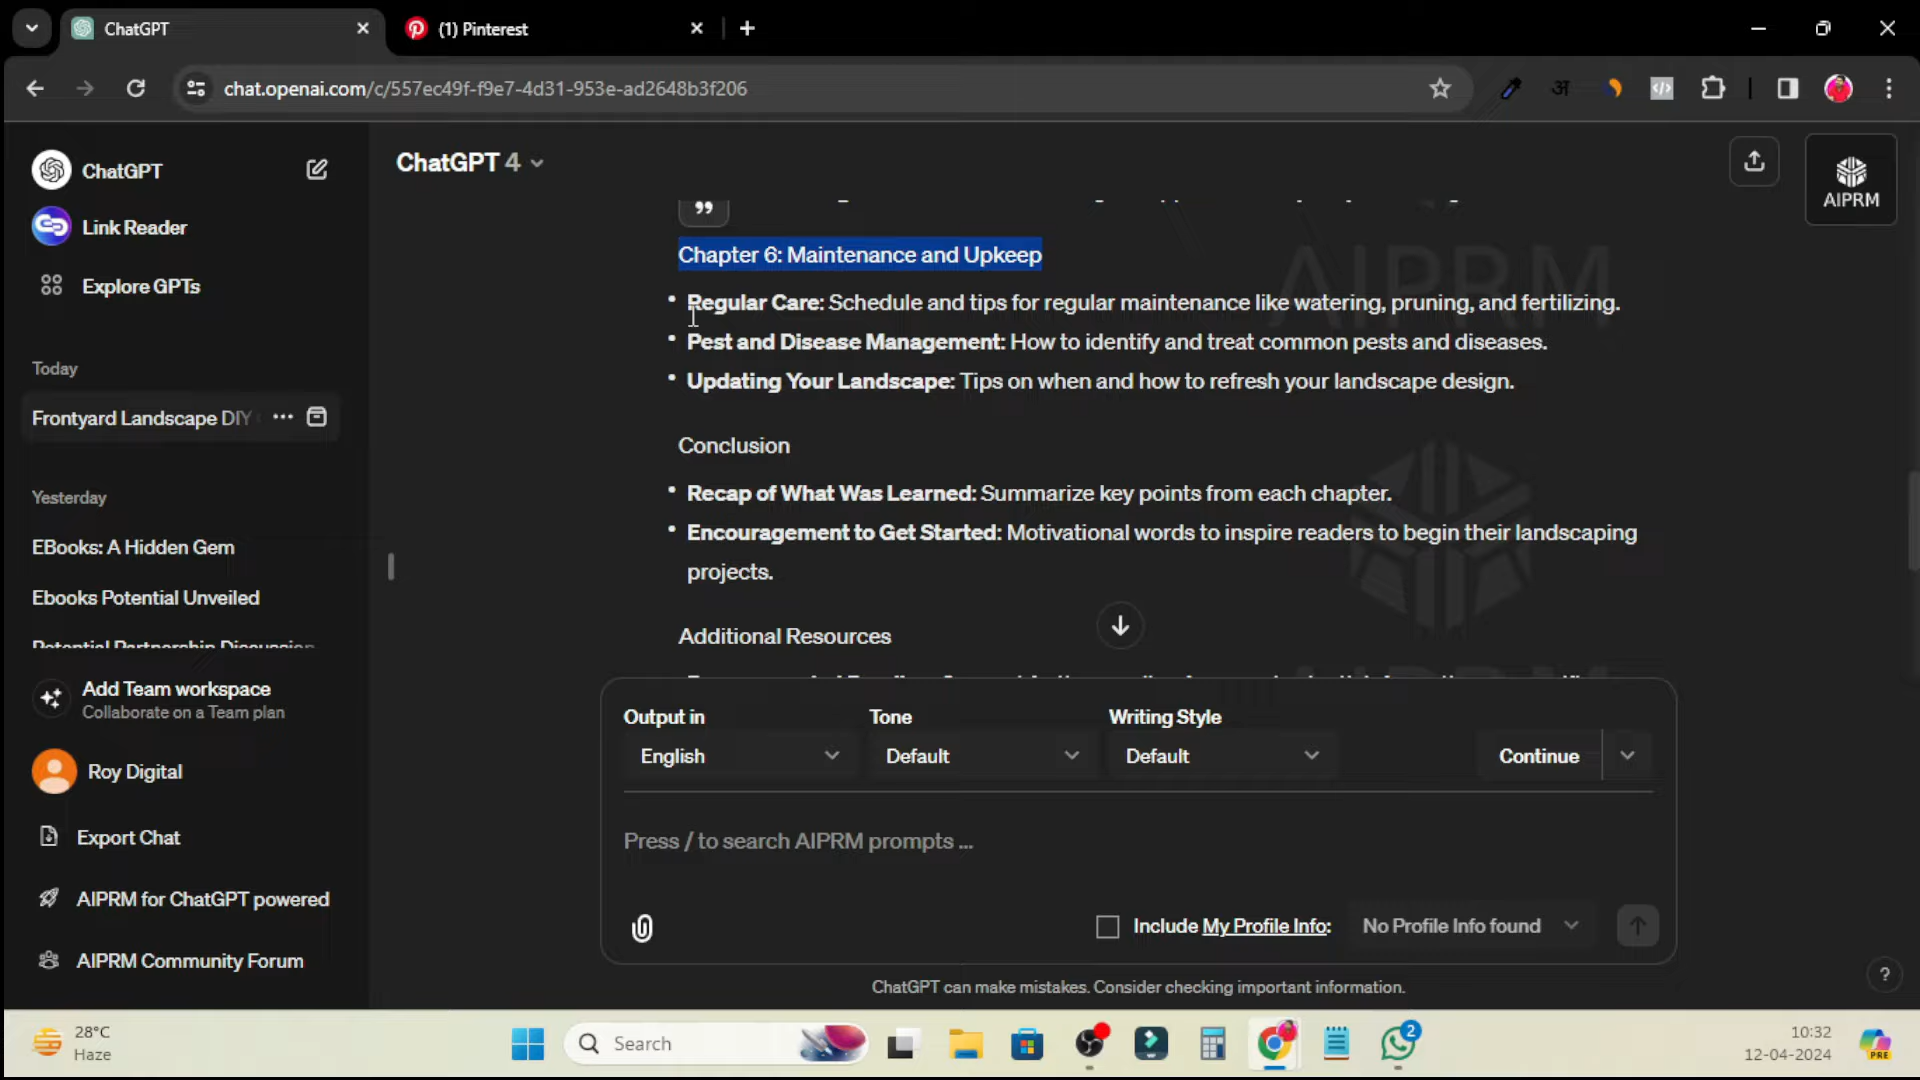 ChatGPT
(1) Pinterest
chat.openai.com/c/557ec49f-f9e7-4d31-953e-ad2648b3f206
अ
ChatGPT
Link Reader
Explore GPTs
Today
Frontyard Landscape DIY
Yesterday
EBooks: A Hidden Gem
Ebooks Potential Unveiled
Potential Partnership Discussion
Add Team workspace
Collaborate on a Team plan
Roy Digital
Export Chat
AIPRM for ChatGPT powered
AIPRM Community Forum
ChatGPT 4
AIPRM
AIPRM
Chapter 6: Maintenance and Upkeep
• Regular Care: Schedule and tips for regular maintenance like watering, pruning, and fertilizing.
• Pest and Disease Management: How to identify and treat common pests and diseases.
• Updating Your Landscape: Tips on when and how to refresh your landscape design.
Conclusion
• Recap of What Was Learned: Summarize key points from each chapter.
• Encouragement to Get Started: Motivational words to inspire readers to begin their landscaping
projects.
Additional Resources
Output in
Tone
Writing Style
English
Default
Default
Continue
Press / to search AIPRM prompts ...
Include My Profile Info:
No Profile Info found
ChatGPT can make mistakes. Consider checking important information.
?
28°C
Haze
Search
2
10:32
12-04-2024
PRE